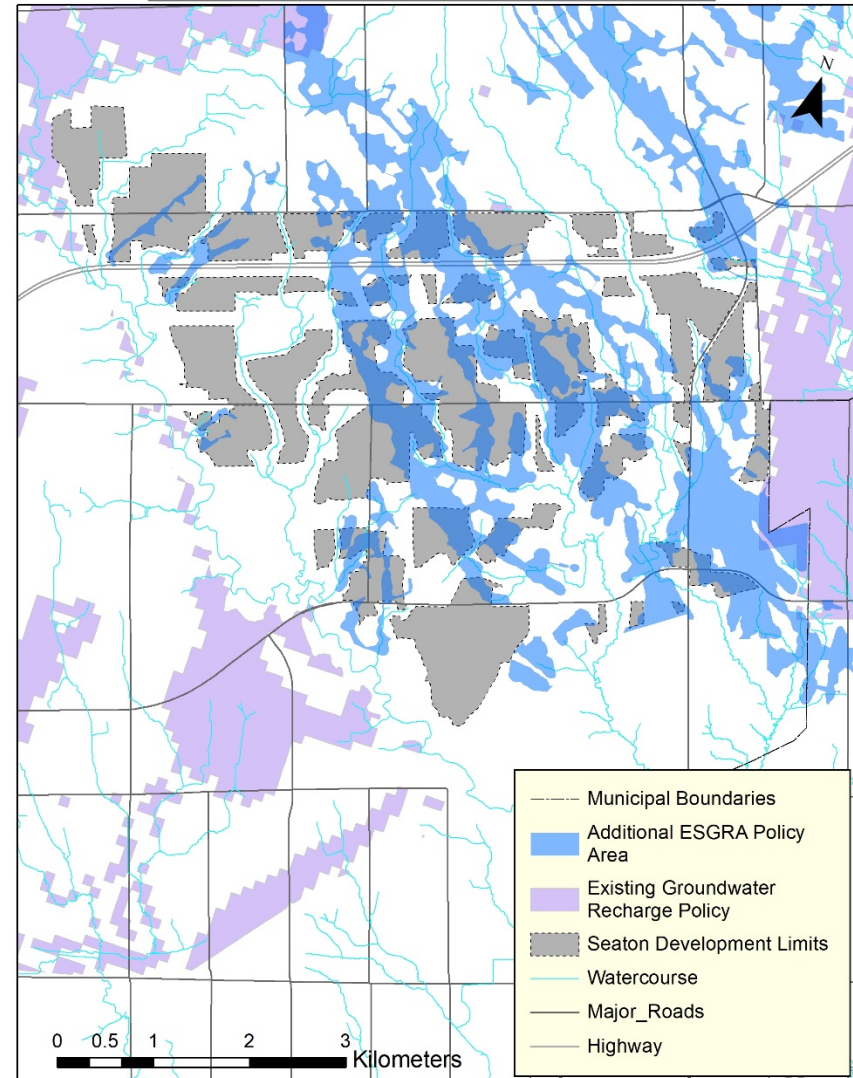 N
Municipal Boundaries
Additional ESGRA Policy
Area
Existing Groundwater
Recharge Policy
Seaton Development Limits
Watercourse
Major_Roads
Highway
0 0.5 1 2 3
Kilometers